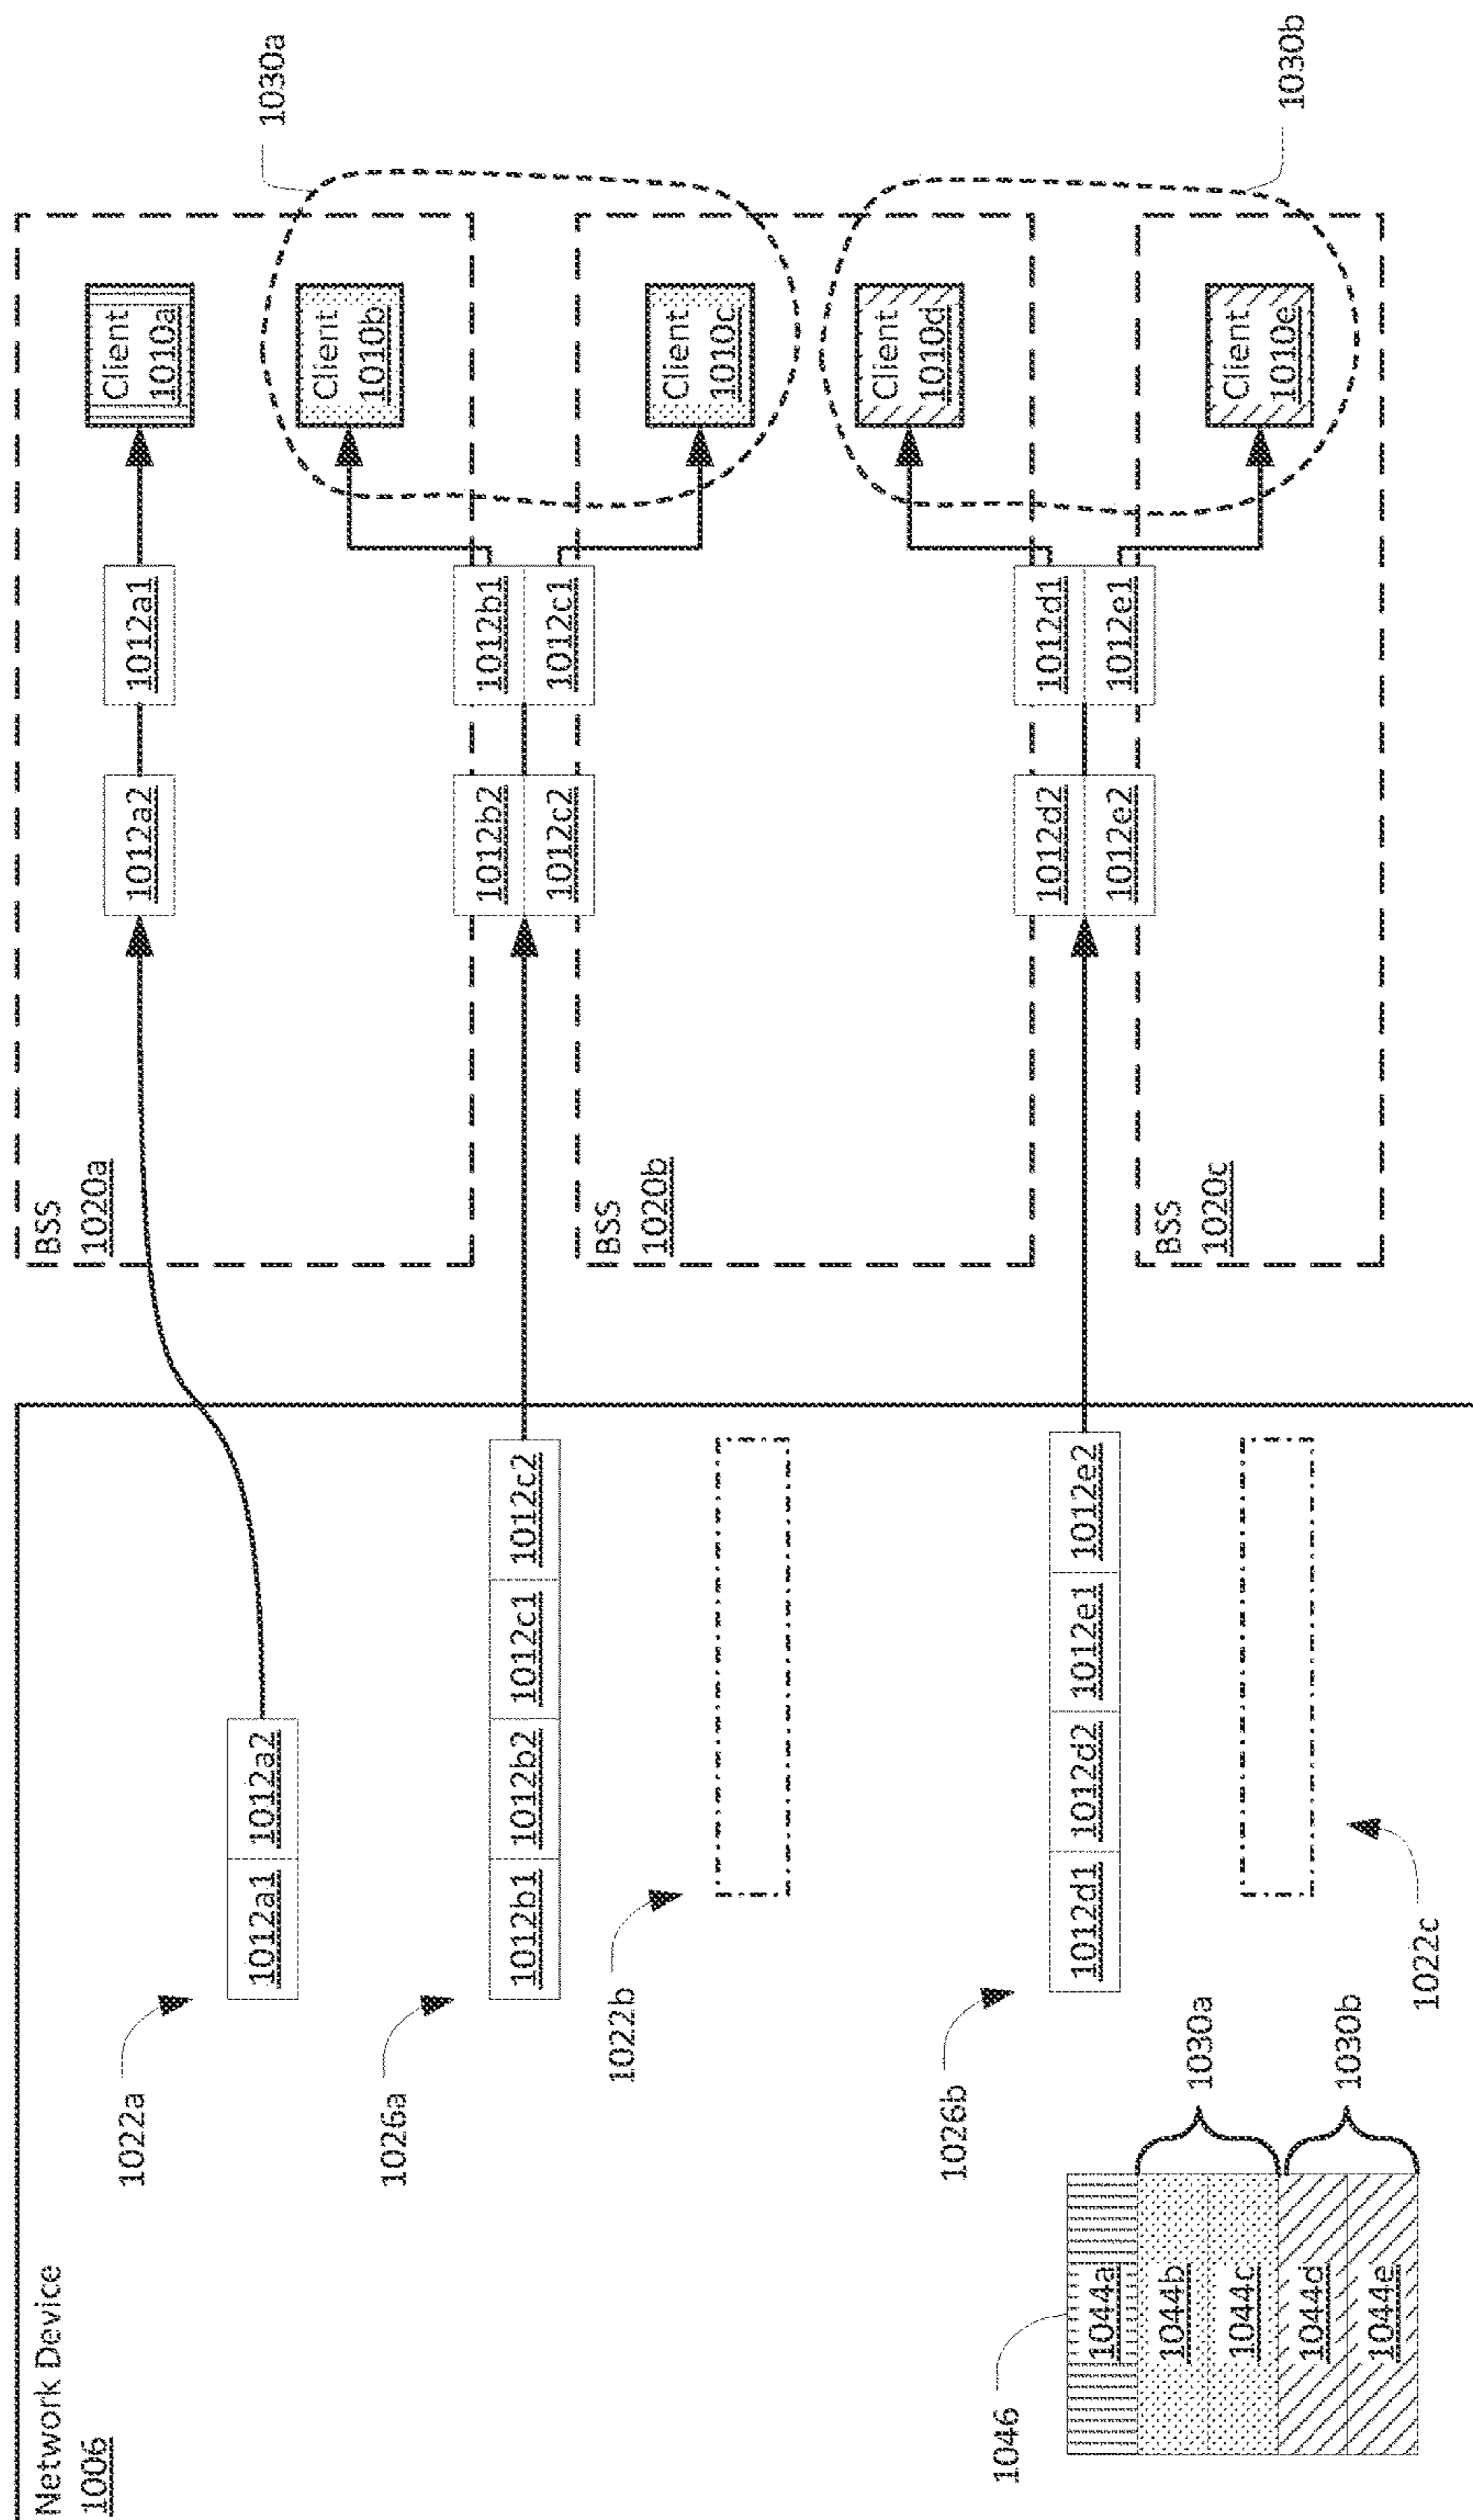 Network Device
1006
1022a
1012a1
1012a2
1026a
1012b1
1012b2
1012c1
1012c2
1022b
1026b
1012d1
1012d2
1012e1
1012e2
1022c
1046
1044a
1044b
1044c
1044d
1044e
1030a
1030b
BSS
1020a
1012a2
1012a1
Client
1010a
Client
1010b
1030a
1012b2
1012b1
1012c2
1012c1
BSS
1020b
Client
1010c
Client
1010d
1012d2
1012d1
1012e2
1012e1
BSS
1020c
Client
1010e
1030b